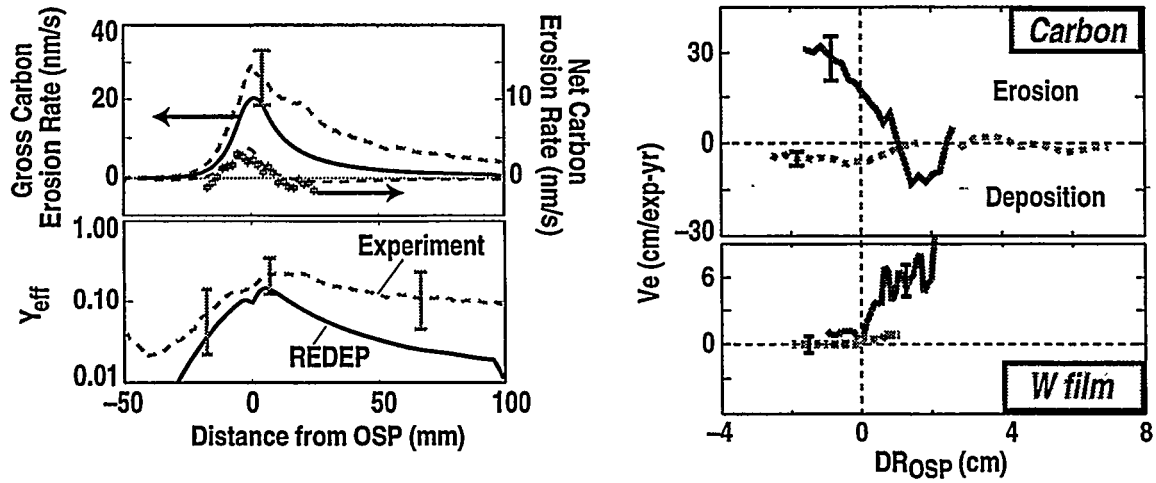 Gross Carbon
Erosion Rate (nm/s)
40
20
0
10
0
Net Carbon
Erosion Rate (nm/s)
1.00
0.10
0.01
Yeff
Experiment
REDEP
−50
0
50
100
Distance from OSP (mm)
Ve (cm/exp-yr)
Carbon
30
0
−30
Erosion
Deposition
6
0
W film
−4
0
4
8
DROSP (cm)